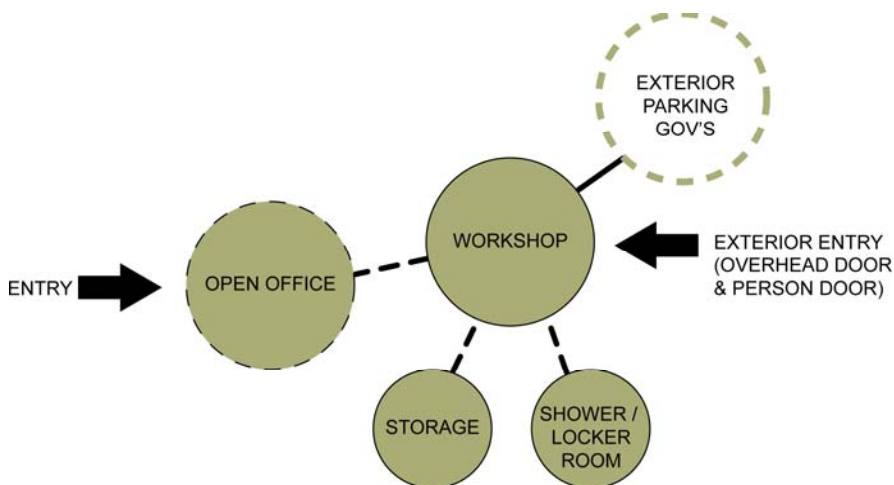 EXTERIOR
PARKING
GOV'S
WORKSHOP
EXTERIOR ENTRY
(OVERHEAD DOOR
& PERSON DOOR)
ENTRY
OPEN OFFICE
STORAGE
SHOWER /
LOCKER
ROOM